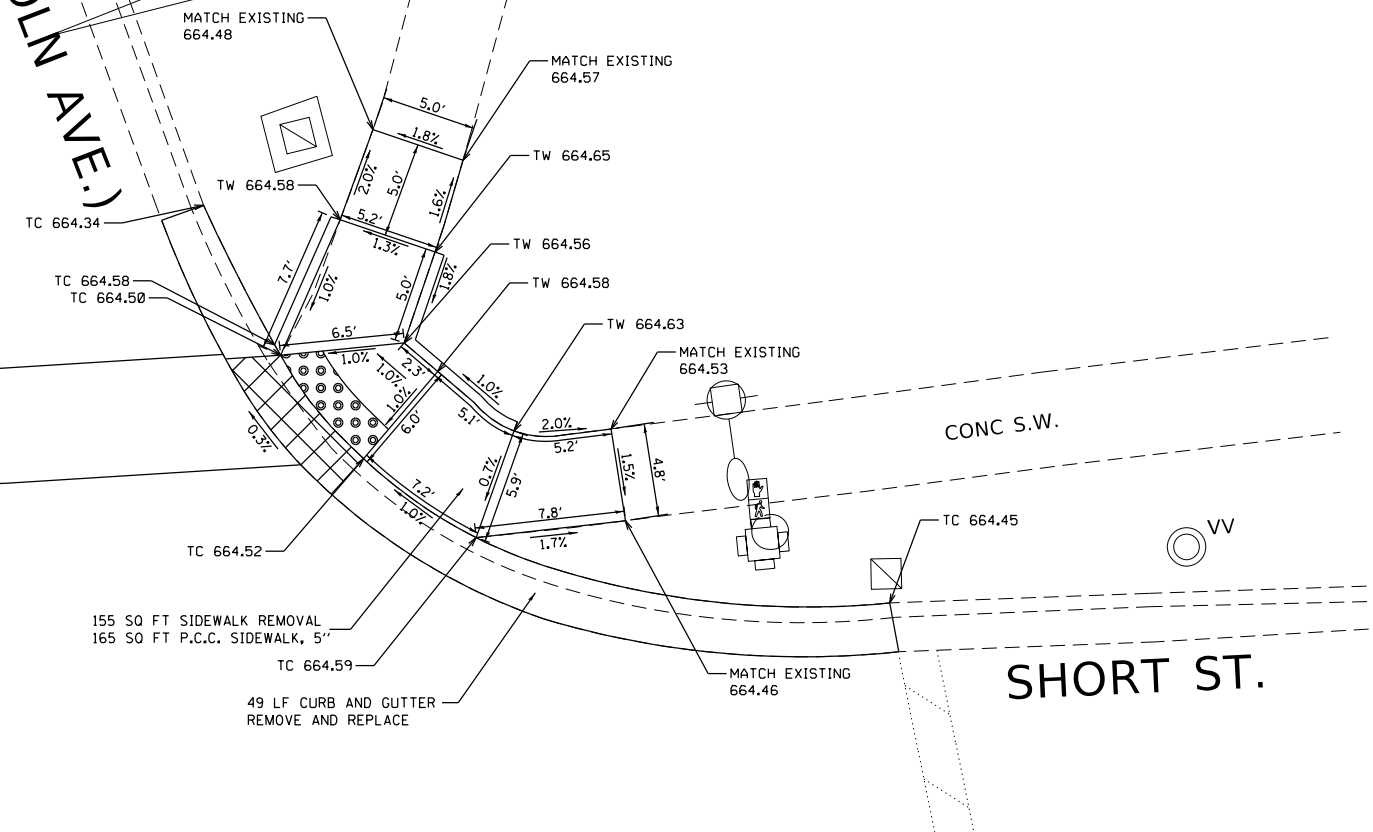 MATCH EXISTING
664.48
MATCH EXISTING
664.57
OLN AVE.)
5.0'
1.8%
TW 664.65
2.0%
5.0'
TW 664.58
1.6%
5.2'
TC 664.34
1.3%
TW 664.56
7.7'
1.0%
5.0'
1.8%
TC 664.58
TW 664.58
TC 664.50
6.5'
TW 664.63
1.0%
2.3'
MATCH EXISTING
664.53
1.0%
1.0%
1.0%
6.0'
5.1'
2.0%
5.2'
CONC S.W.
0.3%
0.7%
5.9'
1.5%
4.8'
7.2'
1.0%
7.8'
1.7%
TC 664.45
VV
TC 664.52
155 SQ FT SIDEWALK REMOVAL
165 SQ FT P.C.C. SIDEWALK, 5''
TC 664.59
MATCH EXISTING
664.46
SHORT ST.
49 LF CURB AND GUTTER
REMOVE AND REPLACE